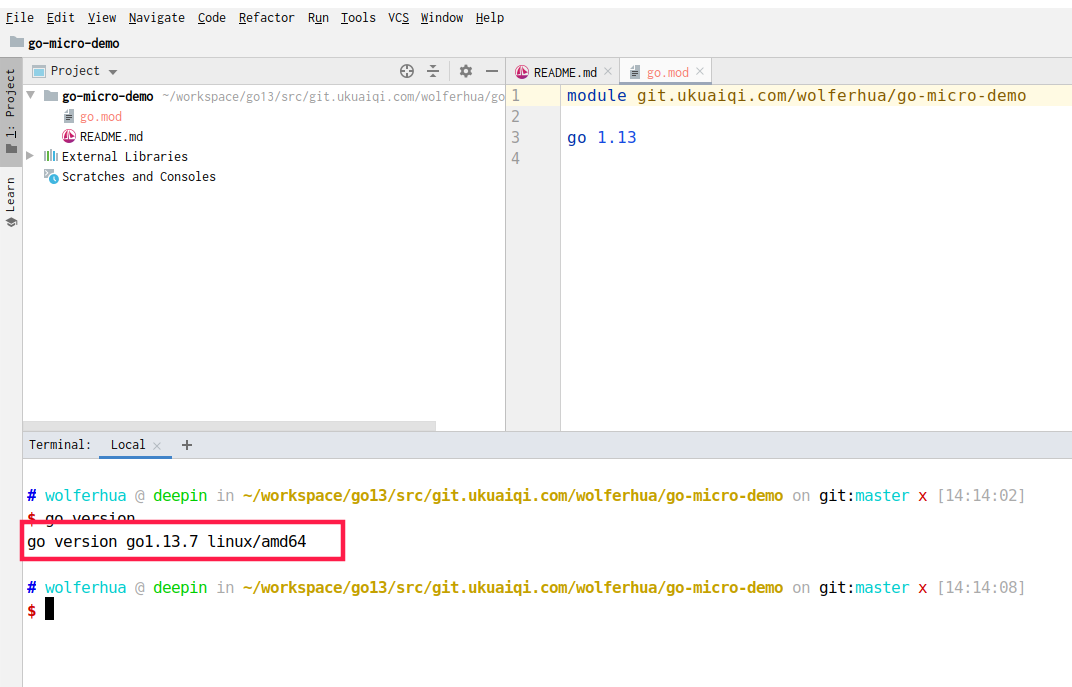 File Edit View Navigate Code Refactor Run Tools VCS Window Help
go-micro-demo
1: Project
Learn
Project
go-micro-demo ~/workspace/go13/src/git.ukuaiqi.com/wolferhua/go
go.mod
README.md
External Libraries
Scratches and Consoles
README.md go.mod
1 module git.ukuaiqi.com/wolferhua/go-micro-demo
2
3 go 1.13
4
Terminal: Local +
# wolferhua @ deepin in ~/workspace/go13/src/git.ukuaiqi.com/wolferhua/go-micro-demo on git:master x [14:14:02]
$ go version
go version go1.13.7 linux/amd64
# wolferhua @ deepin in ~/workspace/go13/src/git.ukuaiqi.com/wolferhua/go-micro-demo on git:master x [14:14:08]
$